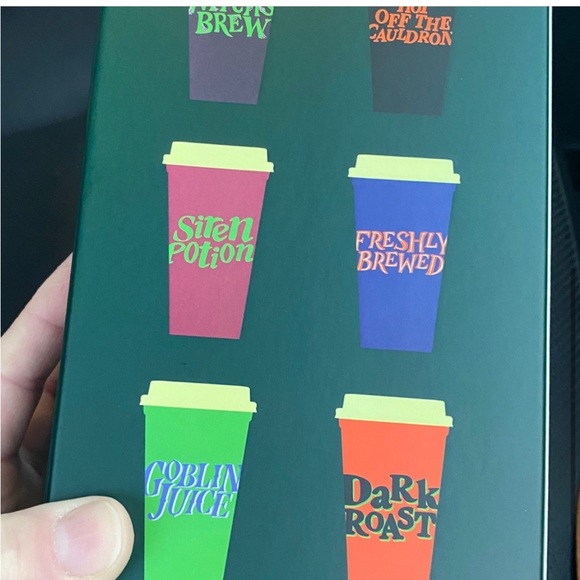 BREW
OFF THE
CAULDRON
Siren
Potion
FRESHLY
BREWED
GOBLIN
JUICE
DaRK
ROAST